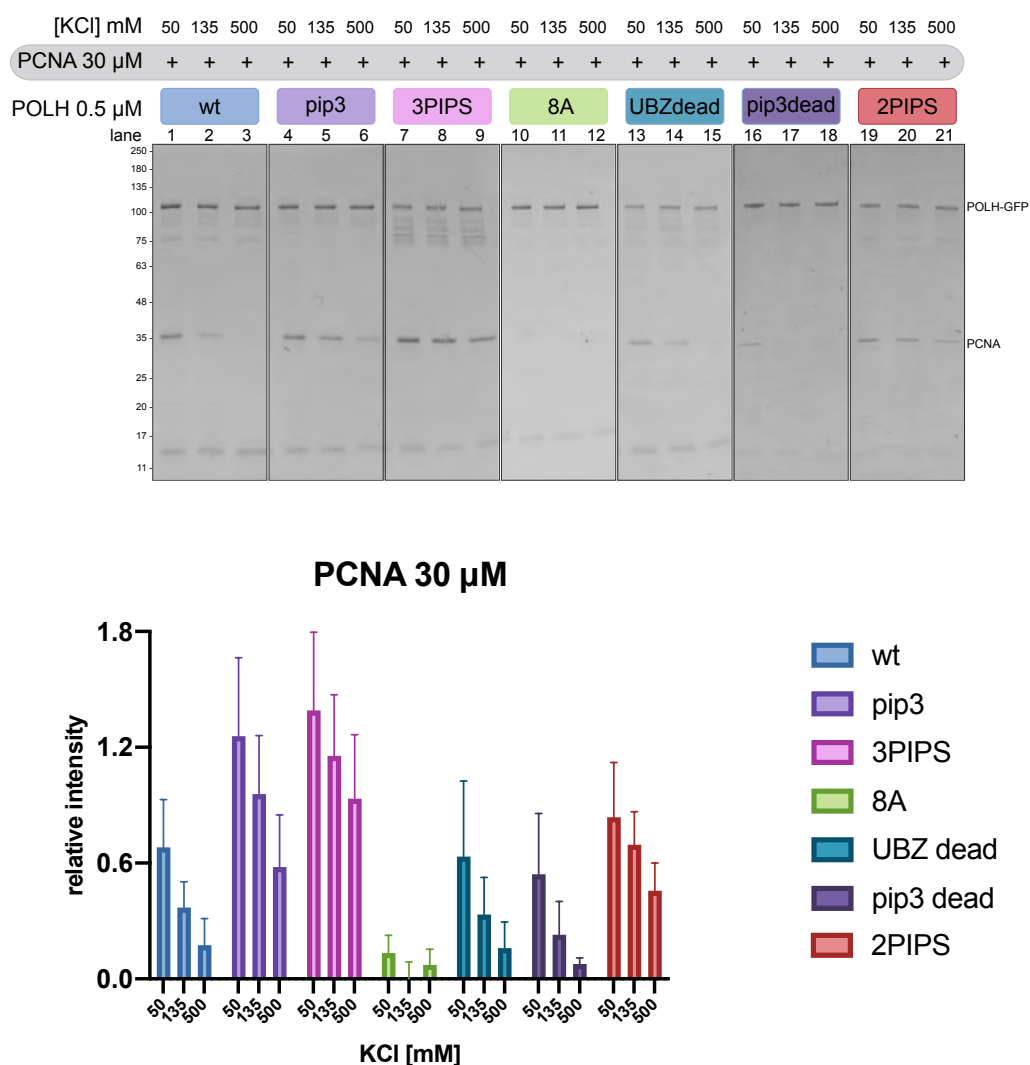 [KCl] mM 50 135 500 50 135 500 50 135 500 50 135 500 50 135 500 50 135 500 50 135 500
PCNA 30 µM + + + + + + + + + + + + + + + + + + + + +
POLH 0.5 µM wt pip3 3PIPS 8A UBZdead pip3dead 2PIPS
lane 1 2 3 4 5 6 7 8 9 10 11 12 13 14 15 16 17 18 19 20 21
250
180
135
100 POLH-GFP
75
63
48
35 PCNA
25
20
17
11
PCNA 30 µM
1.8
1.2
0.6
0.0
relative intensity
50 135 500 50 135 500 50 135 500 50 135 500 50 135 500 50 135 500 50 135 500
KCl [mM]
wt
pip3
3PIPS
8A
UBZ dead
pip3 dead
2PIPS